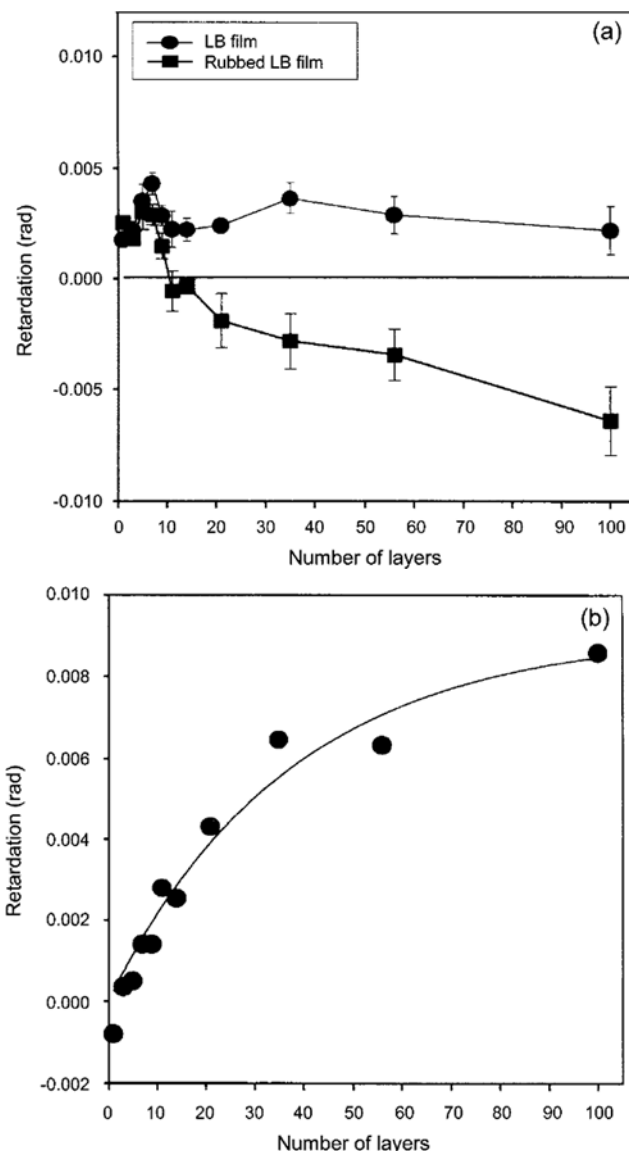 (a)
LB film
Rubbed LB film
0.010
0.005
0.000
-0.005
-0.010
Retardation (rad)
0 10 20 30 40 50 60 70 80 90 100
Number of layers
(b)
0.010
0.008
0.006
0.004
0.002
0.000
-0.002
Retardation (rad)
0 10 20 30 40 50 60 70 80 90 100
Number of layers